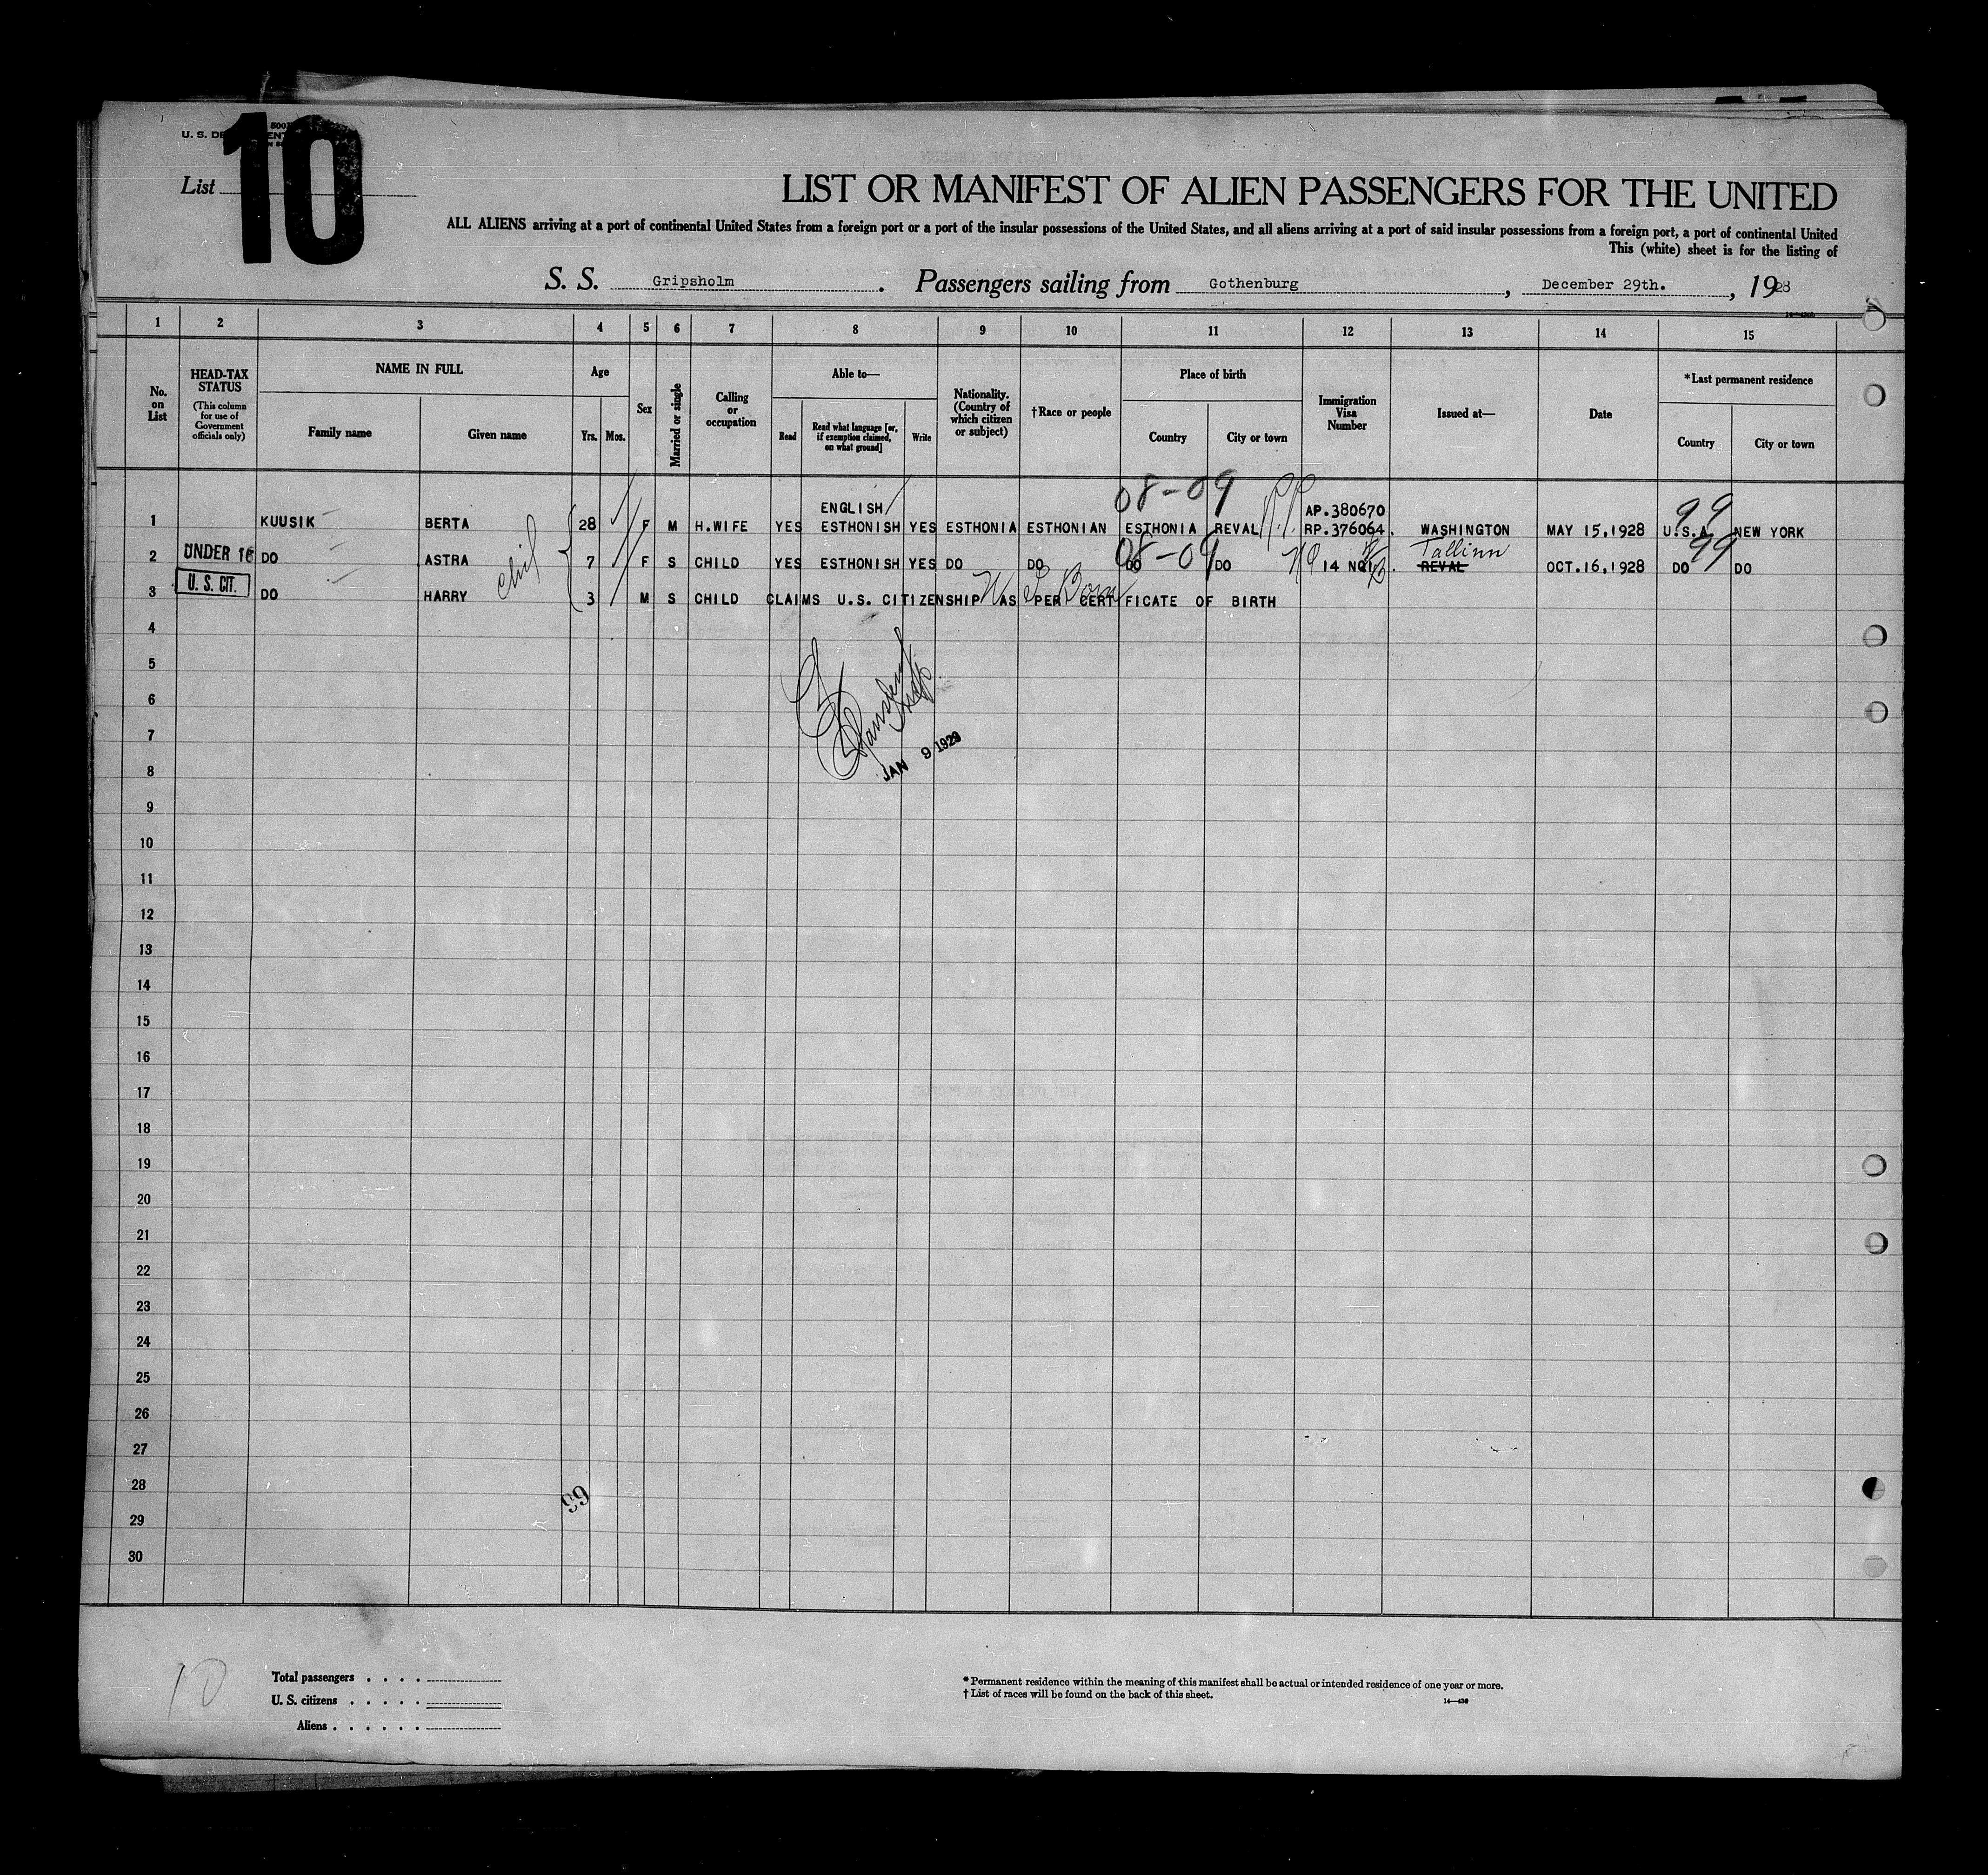 10
List
LIST OR MANIFEST OF ALIEN PASSENGERS FOR THE UNITED
ALL ALIENS arriving at a port of continental United States from a foreign port or a port of the insular possessions of the United States, and all aliens arriving at a port of said insular possessions from a foreign port, a port of continental United
This (white) sheet is for the listing of
S. S. Gripsholm. Passengers sailing from Gothenburg, December 29th., 1928
1 2 3 4 5 6 7 8 9 10 11 12 13 14 15
No. on List
HEAD-TAX STATUS (This column for use of Government officials only)
NAME IN FULL
Family name Given name
Age
Yrs. Mos.
Sex
Married or single
Calling or occupation
Able to—
Read Read what language [or, if exemption claimed, on what ground] Write
Nationality. (Country of which citizen or subject)
†Race or people
Place of birth
Country City or town
Immigration Visa Number
Issued at—
Date
*Last permanent residence
Country City or town
08-09
ENGLISH AP.380670 99
1 KUUSIK BERTA 28 F M H.WIFE YES ESTHONISH YES ESTHONIA ESTHONIAN ESTHONIA REVAL RP.376064. WASHINGTON MAY 15,1928 U.S.A. NEW YORK
08-09 Tallinn 99
2 UNDER 16 DO ASTRA 7 F S CHILD YES ESTHONISH YES DO DO DO DO 14 NQI. REVAL OCT.16,1928 DO DO
3 U. S. CIT. DO HARRY 3 M S CHILD CLAIMS U.S. CITIZENSHIP AS PER CERTIFICATE OF BIRTH
4
5
6
7
JAN 9 1929
8
9
10
11
12
13
14
15
16
17
18
19
20
21
22
23
24
25
26
27
28
99
29
30
10
Total passengers
U. S. citizens
Aliens
* Permanent residence within the meaning of this manifest shall be actual or intended residence of one year or more.
† List of races will be found on the back of this sheet.
14—430